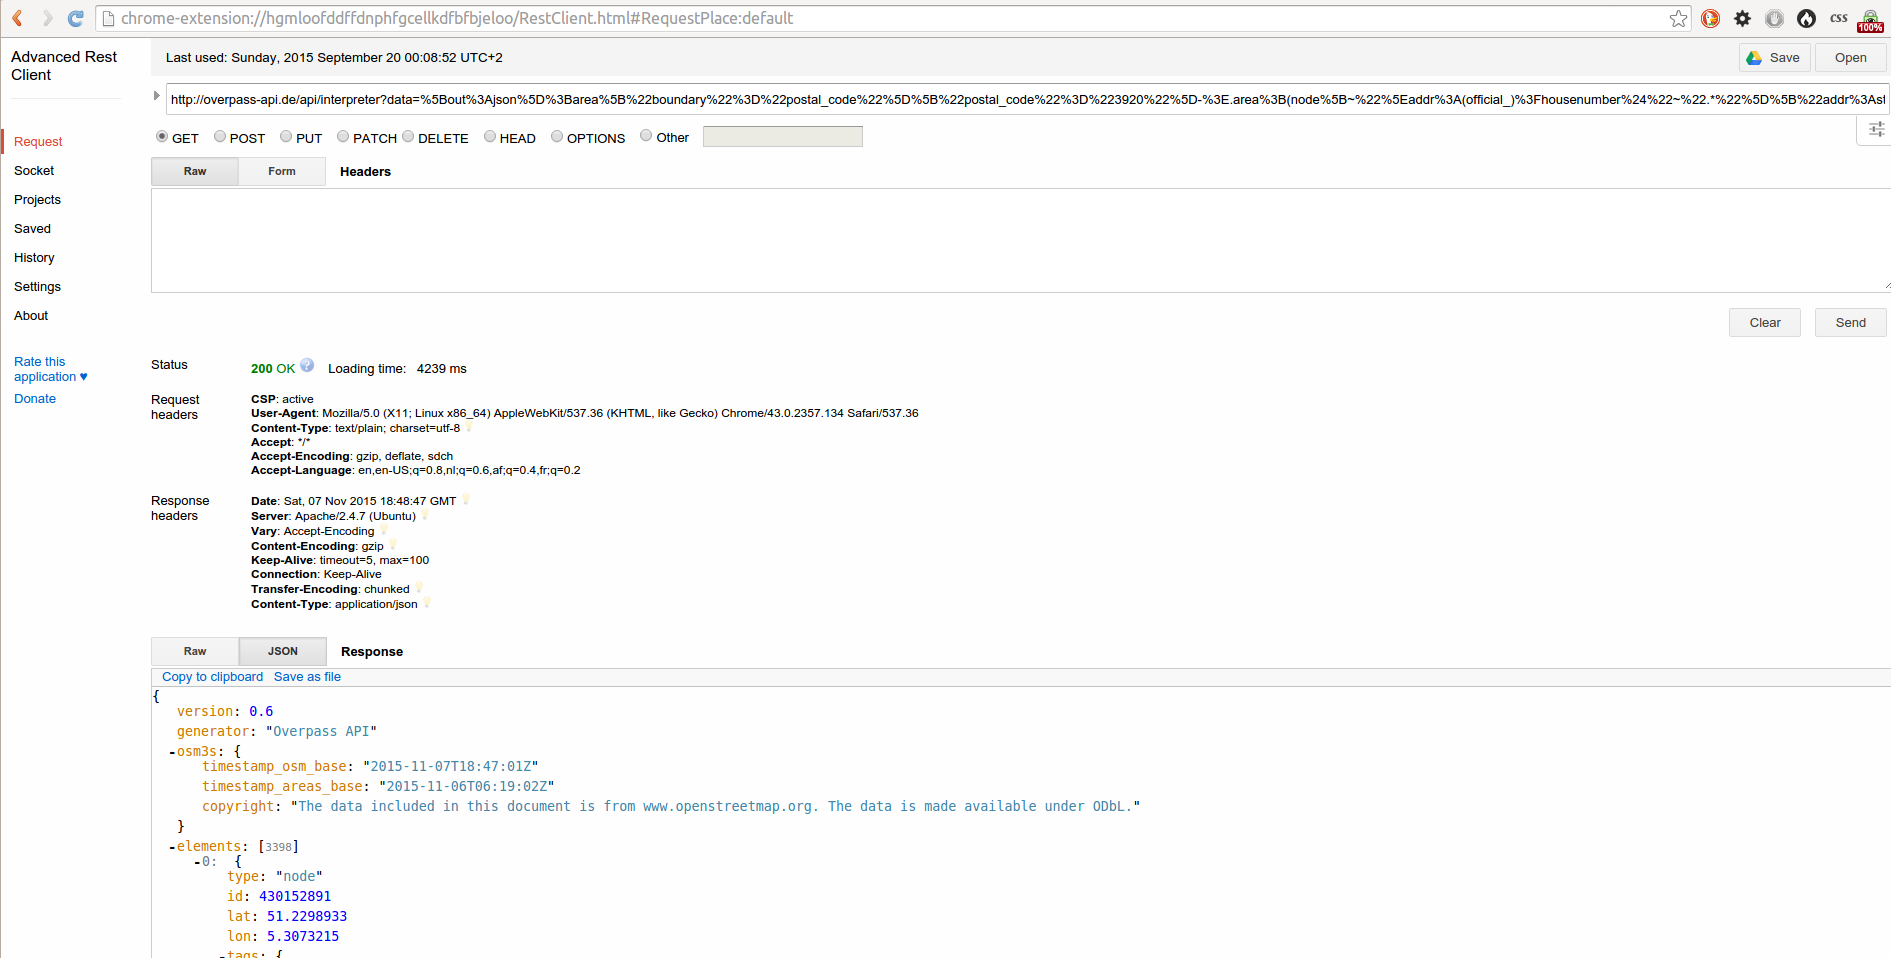 chrome-extension://hgmloofddffdnphfgcellkdfbfbjeloo/RestClient.html#RequestPlace:default
css
100%
Advanced Rest
Client
Last used: Sunday, 2015 September 20 00:08:52 UTC+2
Save
Open
http://overpass-api.de/api/interpreter?data=%5Bout%3Ajson%5D%3Barea%5B%22boundary%22%3D%22postal_code%22%5D%5B%22postal_code%22%3D%223920%22%5D-%3E.area%3B(node%5B~%22%5Eaddr%3A(official_)%3Fhousenumber%24%22~%22.*%22%5D%5B%22addr%3Ast
GET POST PUT PATCH DELETE HEAD OPTIONS Other
Raw Form Headers
Request
Socket
Projects
Saved
History
Settings
About
Rate this
application ♥
Donate
Clear
Send
Status
200 OK ? Loading time: 4239 ms
Request
headers
CSP: active
User-Agent: Mozilla/5.0 (X11; Linux x86_64) AppleWebKit/537.36 (KHTML, like Gecko) Chrome/43.0.2357.134 Safari/537.36
Content-Type: text/plain; charset=utf-8
Accept: */*
Accept-Encoding: gzip, deflate, sdch
Accept-Language: en,en-US;q=0.8,nl;q=0.6,af;q=0.4,fr;q=0.2
Response
headers
Date: Sat, 07 Nov 2015 18:48:47 GMT
Server: Apache/2.4.7 (Ubuntu)
Vary: Accept-Encoding
Content-Encoding: gzip
Keep-Alive: timeout=5, max=100
Connection: Keep-Alive
Transfer-Encoding: chunked
Content-Type: application/json
Raw JSON Response
Copy to clipboard Save as file
{
version: 0.6
generator: "Overpass API"
-osm3s: {
timestamp_osm_base: "2015-11-07T18:47:01Z"
timestamp_areas_base: "2015-11-06T06:19:02Z"
copyright: "The data included in this document is from www.openstreetmap.org. The data is made available under ODbL."
}
-elements: [3398]
-0: {
type: "node"
id: 430152891
lat: 51.2298933
lon: 5.3073215
-tags: {